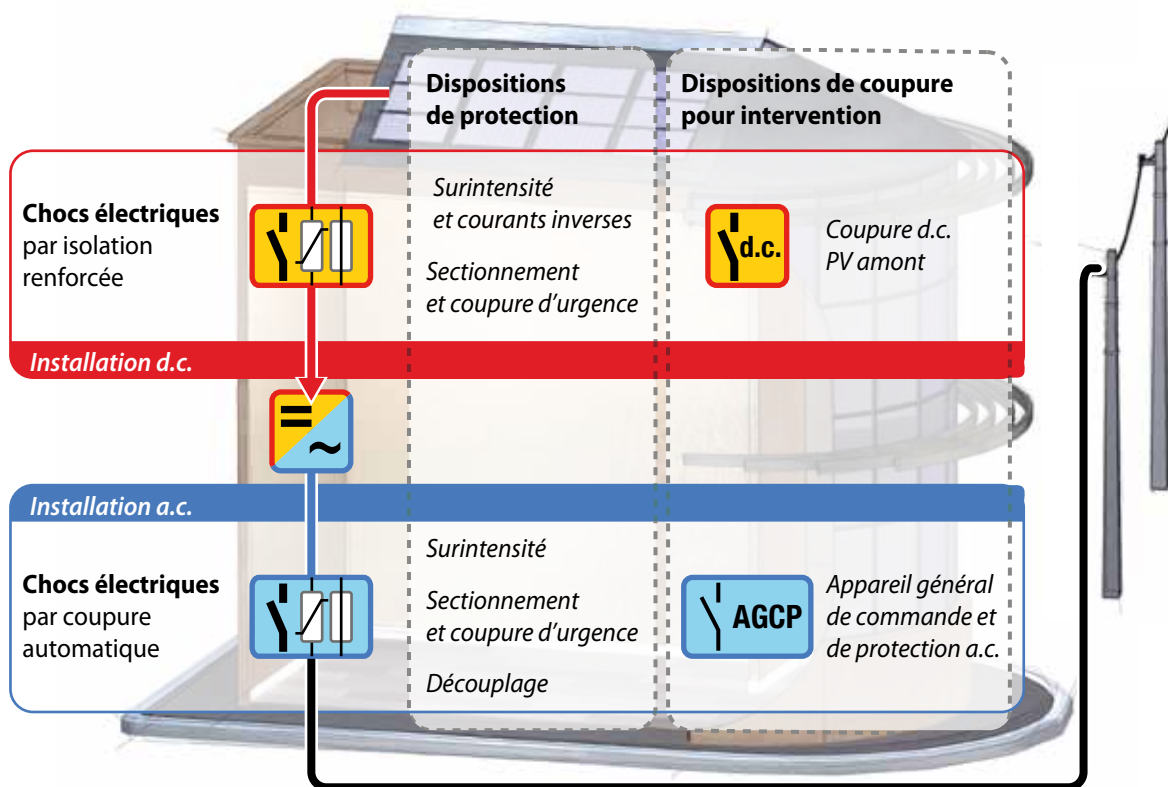 Dispositions
de protection
Dispositions de coupure
pour intervention
Chocs électriques
par isolation
renforcée
Surintensité
et courants inverses
Sectionnement
et coupure d'urgence
d.c.
Coupure d.c.
PV amont
Installation d.c.
Installation a.c.
Chocs électriques
par coupure
automatique
Surintensité
Sectionnement
et coupure d'urgence
Découplage
AGCP
Appareil général
de commande et
de protection a.c.